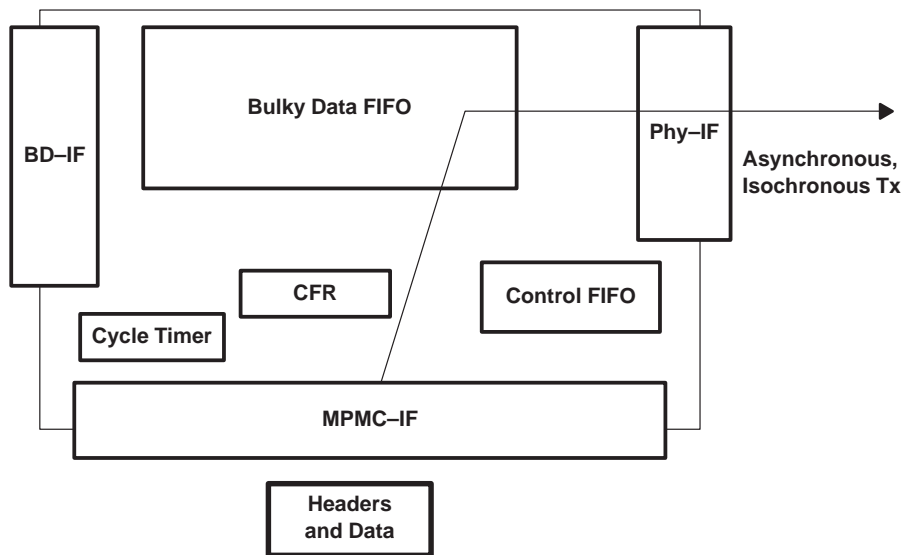 Bulky Data FIFO
BD–IF
Phy–IF
Asynchronous,
Isochronous Tx
CFR
Control FIFO
Cycle Timer
MPMC–IF
Headers
and Data